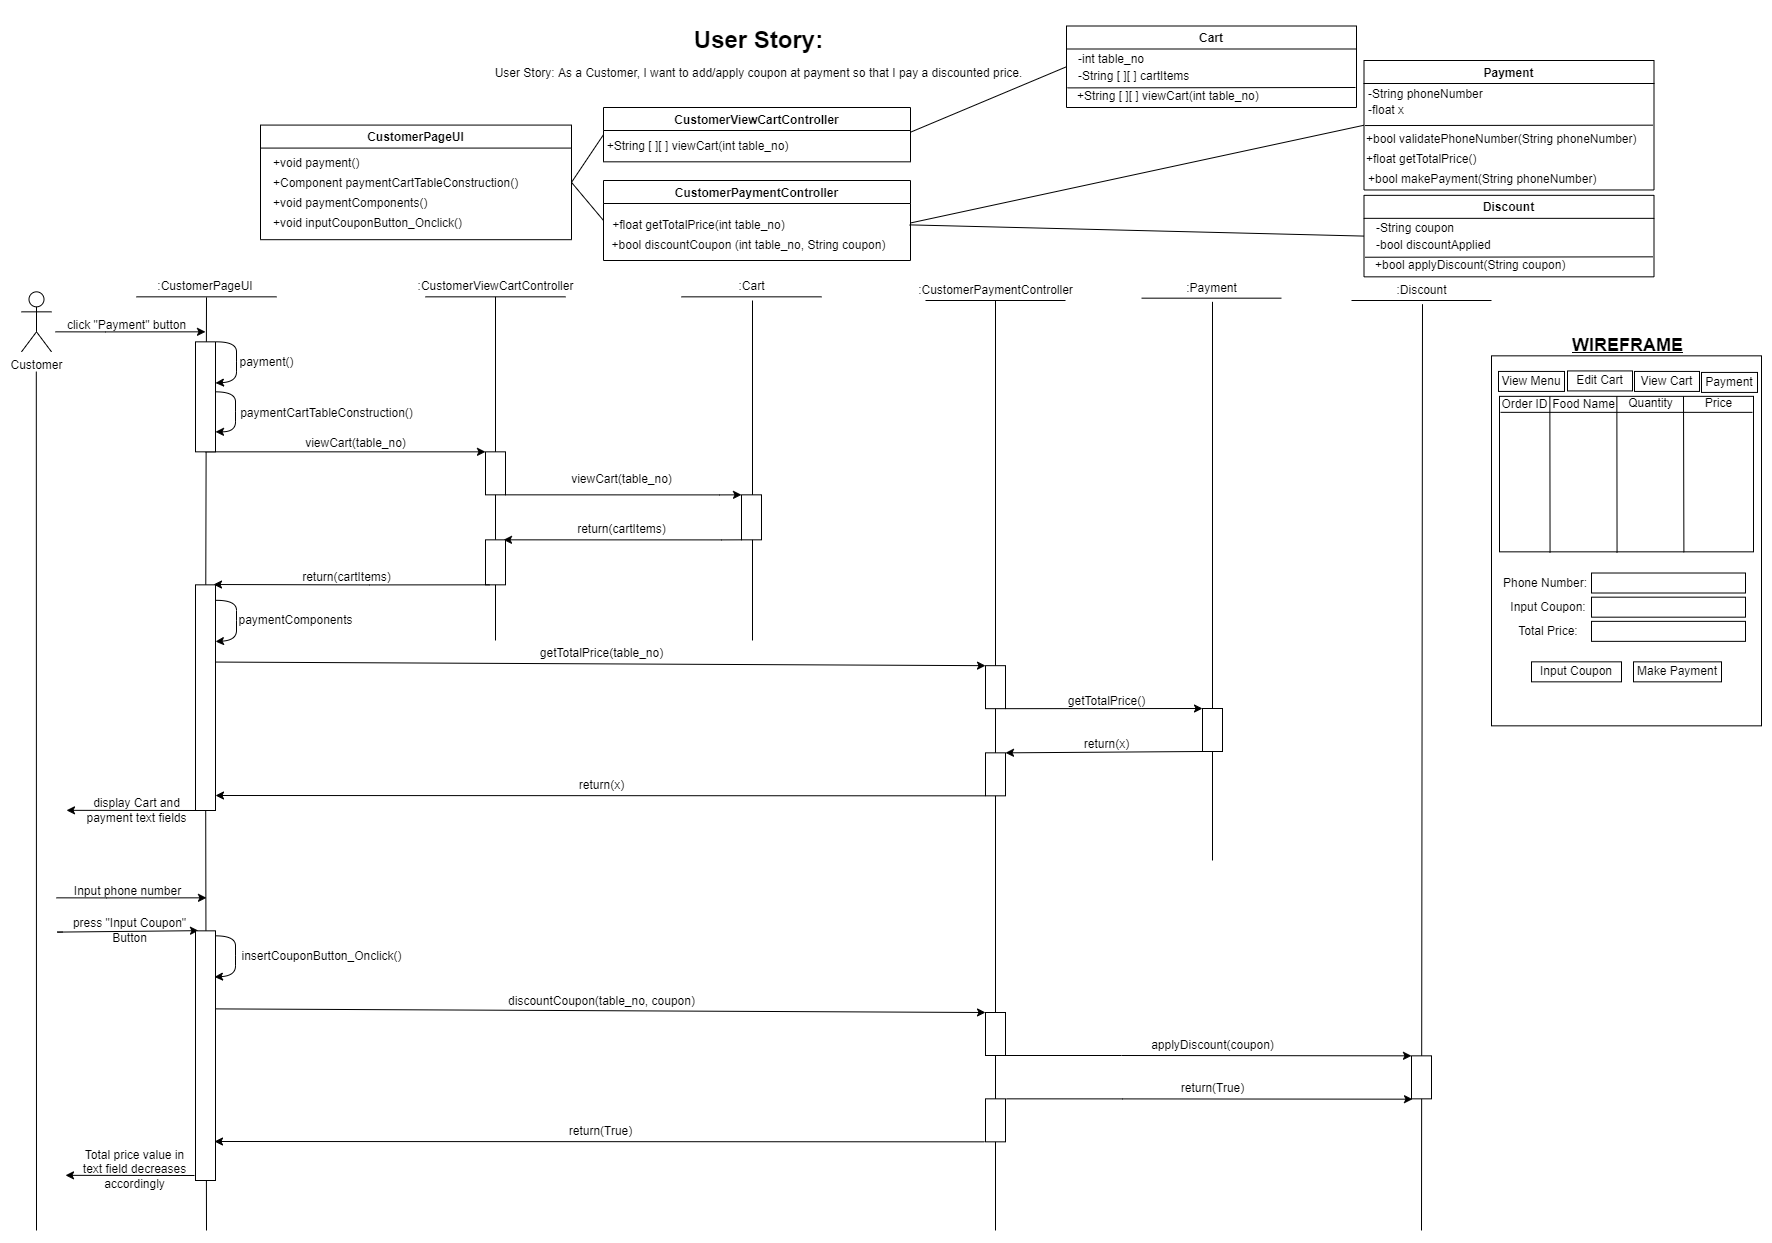 User Story:
User Story: As a Customer, I want to add/apply coupon at payment so that I pay a discounted price.
CustomerPageUI
+void payment()
+Component paymentCartTableConstruction()
+void paymentComponents()
+void inputCouponButton_Onclick()
CustomerViewCartController
+String [ ][ ] viewCart(int table_no)
CustomerPaymentController
+float getTotalPrice(int table_no)
+bool discountCoupon (int table_no, String coupon)
Cart
-int table_no
-String [ ][ ] cartItems
+String [ ][ ] viewCart(int table_no)
Payment
-String phoneNumber
-float x
+bool validatePhoneNumber(String phoneNumber)
+float getTotalPrice()
+bool makePayment(String phoneNumber)
Discount
-String coupon
-bool discountApplied
+bool applyDiscount(String coupon)
:CustomerPageUI
:CustomerViewCartController
:Cart
:CustomerPaymentController
:Payment
:Discount
Customer
click "Payment" button
payment()
paymentCartTableConstruction()
viewCart(table_no)
viewCart(table_no)
return(cartItems)
return(cartItems)
paymentComponents
getTotalPrice(table_no)
getTotalPrice()
return(x)
return(x)
display Cart and
payment text fields
Input phone number
press "Input Coupon"
Button
insertCouponButton_Onclick()
discountCoupon(table_no, coupon)
applyDiscount(coupon)
return(True)
return(True)
Total price value in
text field decreases
accordingly
WIREFRAME
View Menu
Edit Cart
View Cart
Payment
Order ID
Food Name
Quantity
Price
Phone Number:
Input Coupon:
Total Price:
Input Coupon
Make Payment